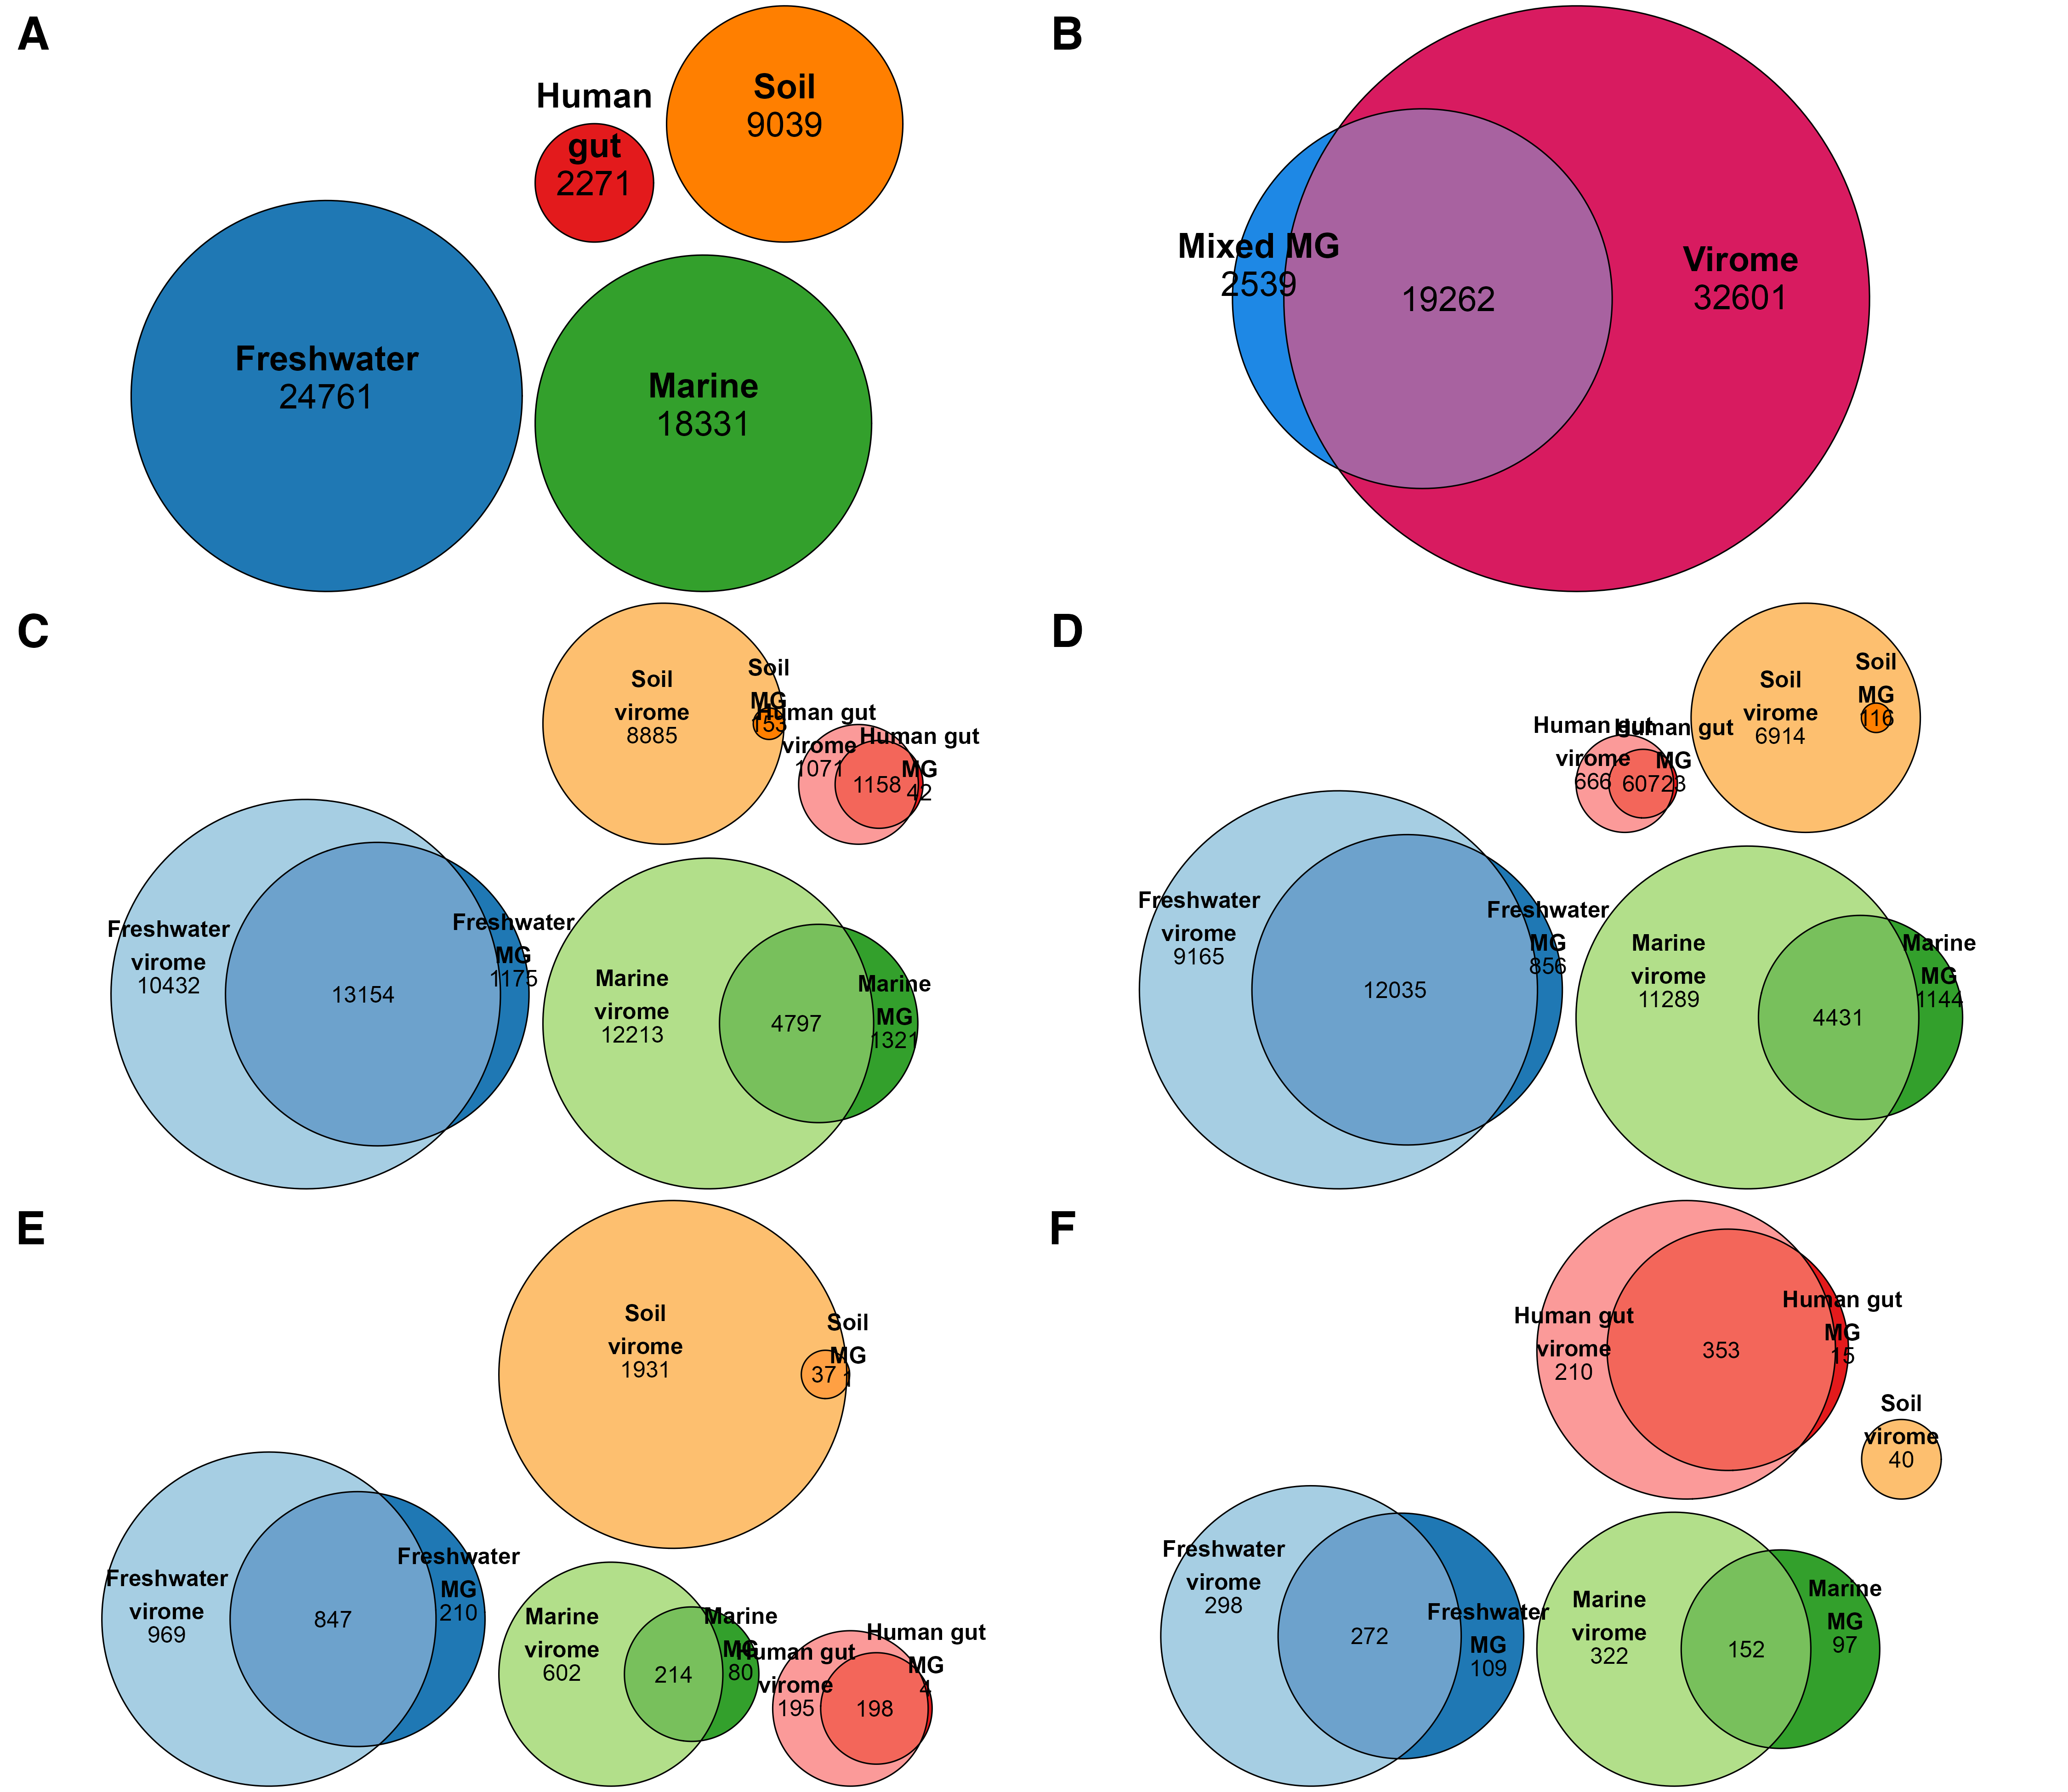 A
Human
gut
2271
Soil
9039
Freshwater
24761
Marine
18331
B
Mixed MG
2539
19262
Virome
32601
C
Soil
virome
8885
Soil
MG
153
Human gut
virome
1071
1158
Human gut
MG
42
Freshwater
virome
10432
13154
Freshwater
MG
1175
Marine
virome
12213
4797
Marine
MG
1321
D
Human gut
virome
666
607
Human gut
MG
23
Soil
virome
6914
Soil
MG
116
Freshwater
virome
9165
12035
Freshwater
MG
856
Marine
virome
11289
4431
Marine
MG
1144
E
Soil
virome
1931
Soil
MG
37
1
Freshwater
virome
969
847
Freshwater
MG
210
Marine
virome
602
214
Marine
MG
80
Human gut
virome
195
198
Human gut
MG
4
F
Human gut
virome
210
353
Human gut
MG
15
Soil
virome
40
Freshwater
virome
298
272
Freshwater
MG
109
Marine
virome
322
152
Marine
MG
97